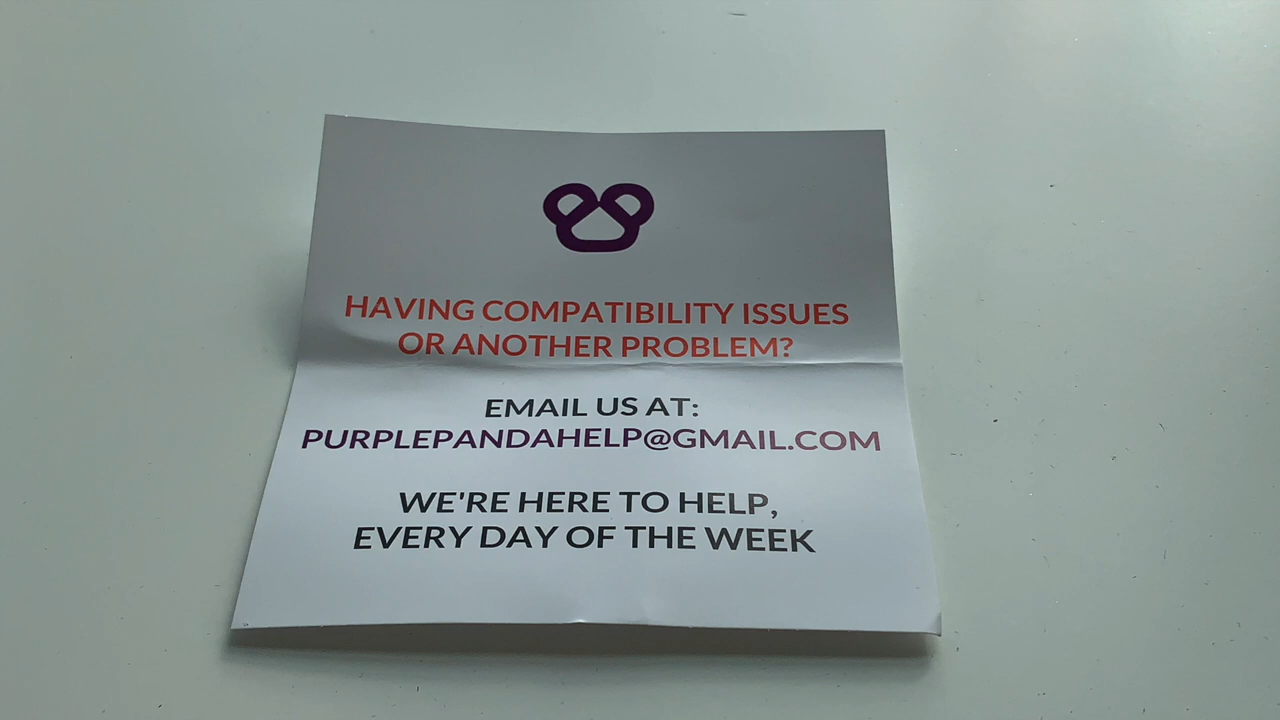 HAVING COMPATIBILITY ISSUES
OR ANOTHER PROBLEM?
EMAIL US AT:
PURPLEPANDAHELP@GMAIL.COM
WE'RE HERE TO HELP,
EVERY DAY OF THE WEEK